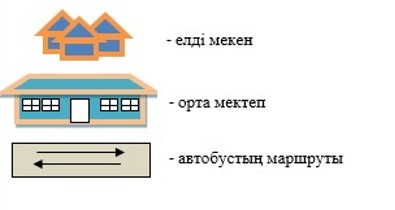 - елді мекен
- орта мектеп
- автобустың маршруты